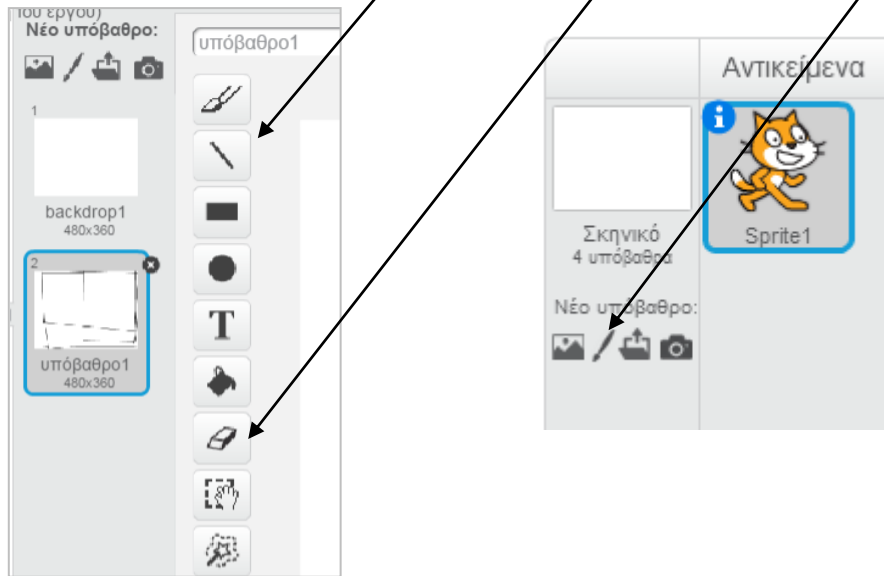 του έργου)
Νέο υπόβαθρο:
υπόβαθρο1
1
backdrop1
480x360
2
υπόβαθρο1
480x360
T
Αντικείμενα
Σκηνικό
4 υπόβαθρα
Sprite1
Νέο υπόβαθρο: